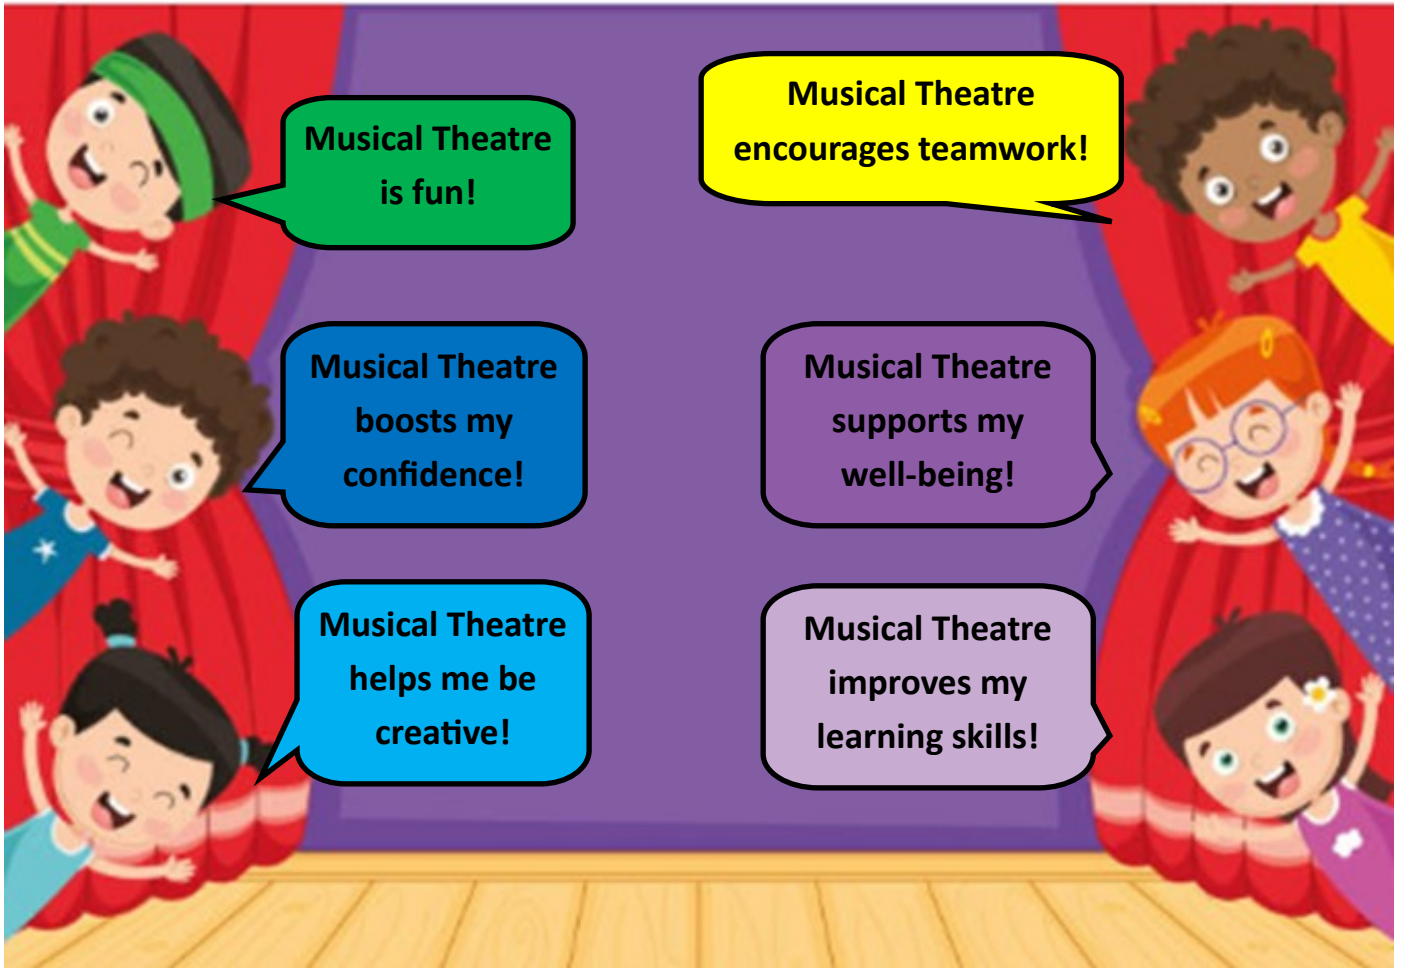 Musical Theatre
is fun!
Musical Theatre
encourages teamwork!
Musical Theatre
boosts my
confidence!
Musical Theatre
supports my
well-being!
Musical Theatre
helps me be
creative!
Musical Theatre
improves my
learning skills!